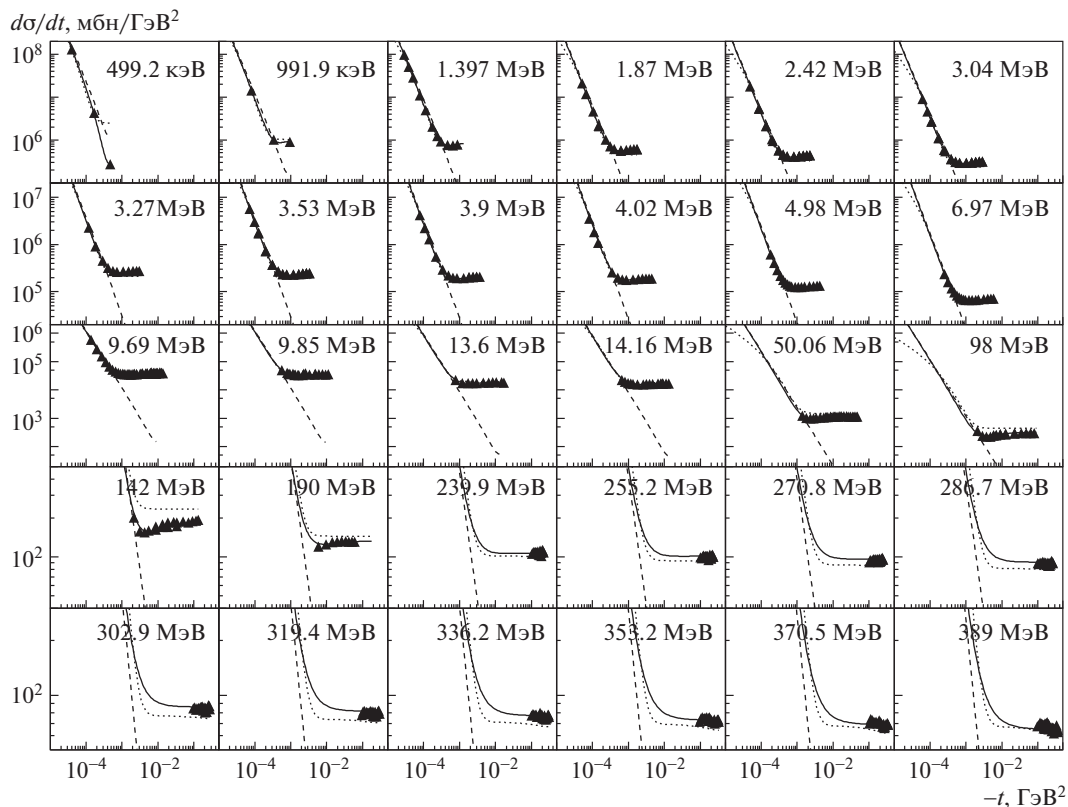 dσ/dt, мбн/ГэВ²
10⁸ 499.2 кэВ 991.9 кэВ 1.397 МэВ 1.87 МэВ 2.42 МэВ 3.04 МэВ
10⁶
10⁷ 3.27МэВ 3.53 МэВ 3.9 МэВ 4.02 МэВ 4.98 МэВ 6.97 МэВ
10⁶
10⁵
10⁶ 9.69 МэВ 9.85 МэВ 13.6 МэВ 14.16 МэВ 50.06 МэВ 98 МэВ
10⁵
10³
142 МэВ 190 МэВ 239.9 МэВ 255.2 МэВ 270.8 МэВ 286.7 МэВ
10²
302.9 МэВ 319.4 МэВ 336.2 МэВ 353.2 МэВ 370.5 МэВ 389 МэВ
10²
10⁻⁴ 10⁻² 10⁻⁴ 10⁻² 10⁻⁴ 10⁻² 10⁻⁴ 10⁻² 10⁻⁴ 10⁻² 10⁻⁴ 10⁻²
−t, ГэВ²